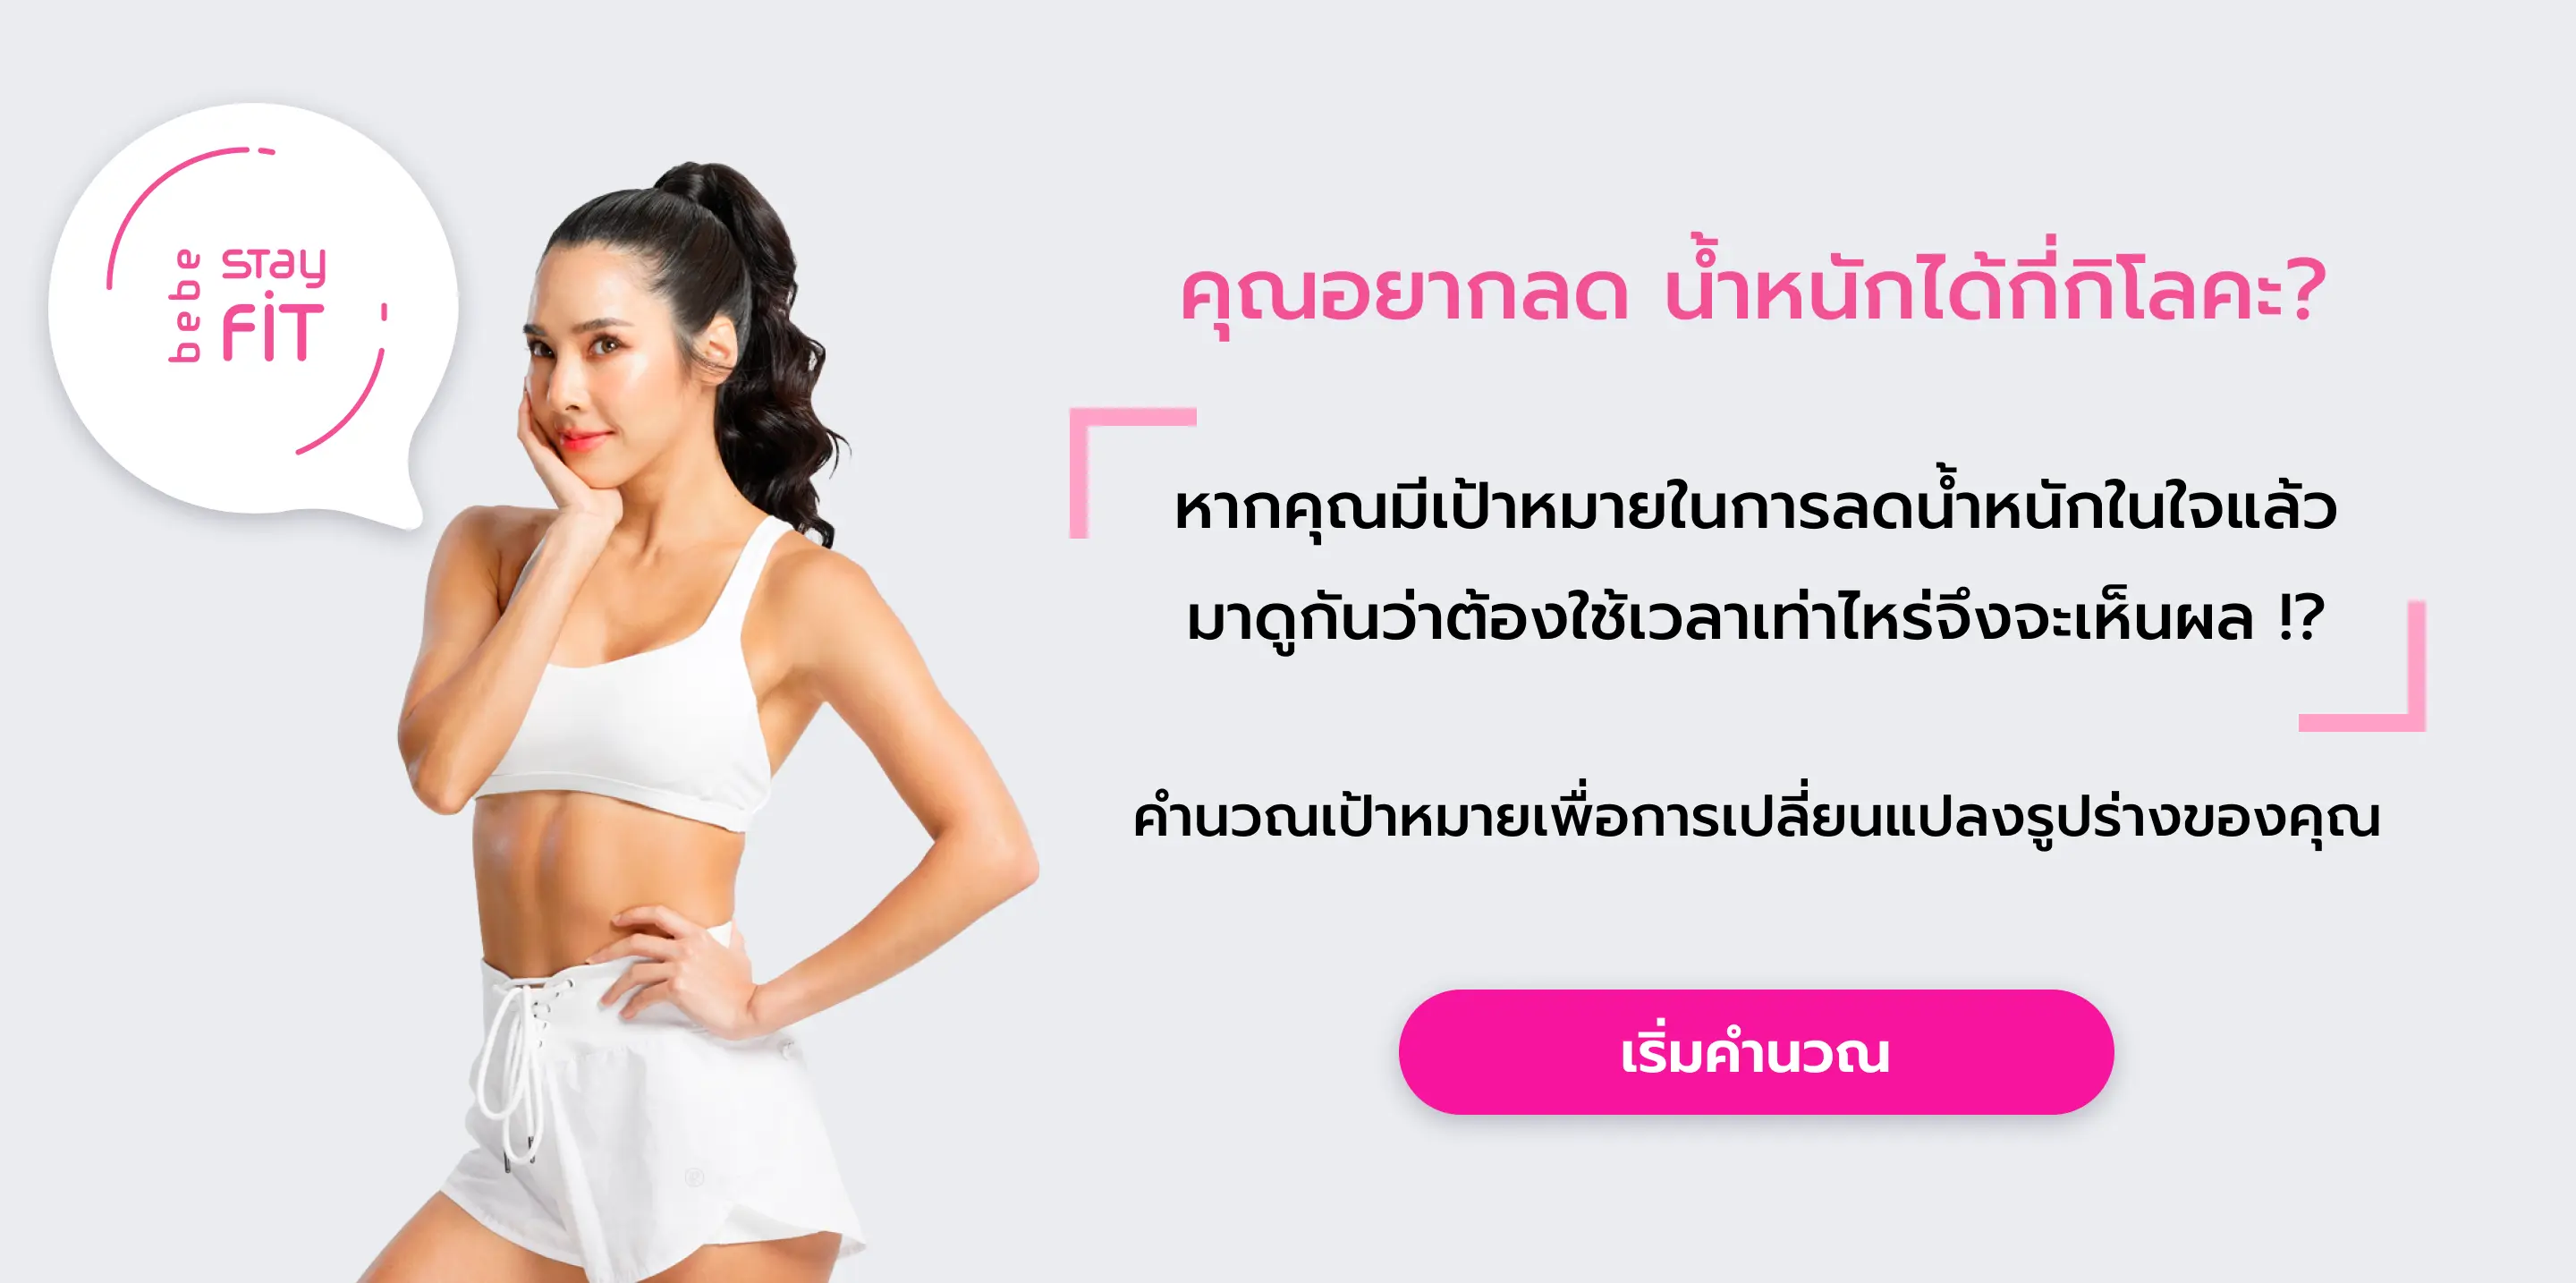 bebe
STay
FiT
คุณอยากลด น้ำหนักได้กี่กิโลคะ?
หากคุณมีเป้าหมายในการลดน้ำหนักในใจแล้ว
มาดูกันว่าต้องใช้เวลาเท่าไหร่จึงจะเห็นผล !?
คำนวณเป้าหมายเพื่อการเปลี่ยนแปลงรูปร่างของคุณ
เริ่มคำนวณ